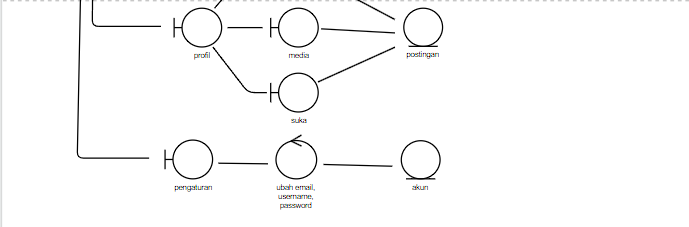 profil
media
postingan
suka
pengaturan
ubah email,
username,
password
akun